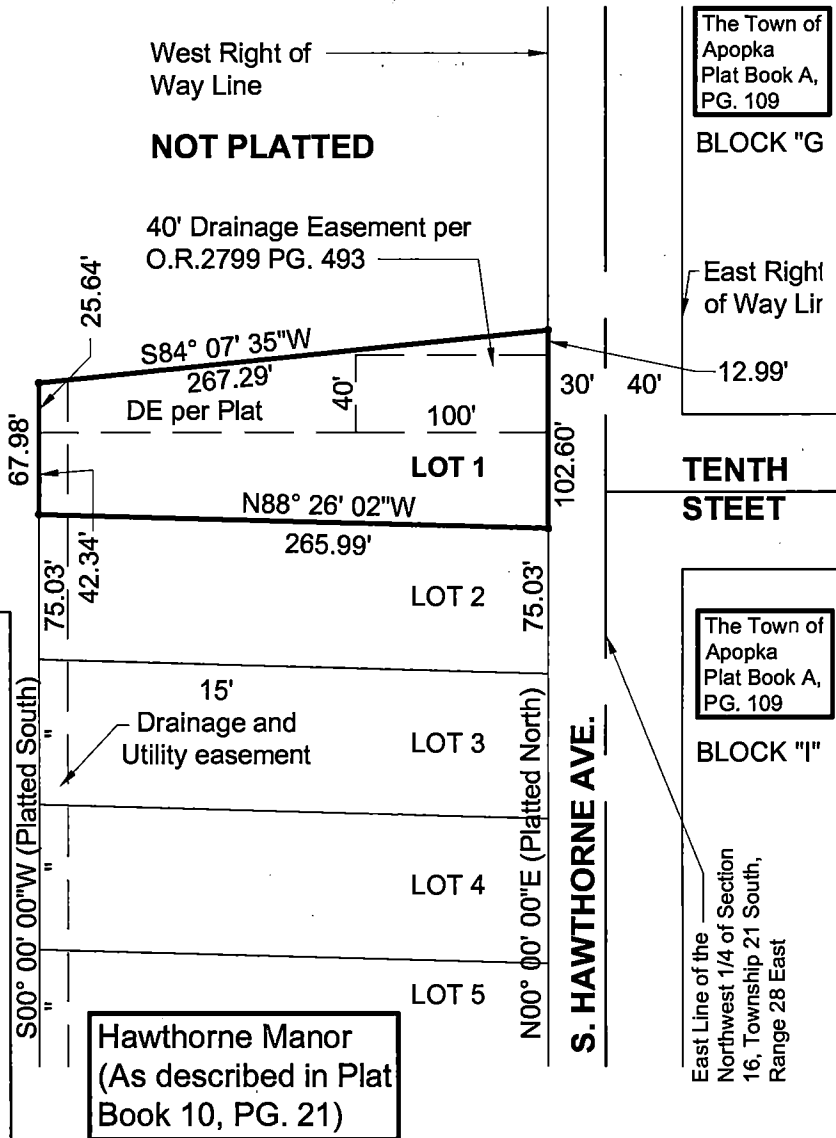 West Right of
Way Line
The Town of
Apopka
Plat Book A,
PG. 109
NOT PLATTED
BLOCK "G
40' Drainage Easement per
O.R.2799 PG. 493
East Right
of Way Lir
25.64'
S84° 07' 35"W
267.29'
12.99'
30'
40'
DE per Plat
40'
100'
67.98'
LOT 1
102.60'
TENTH
STEET
N88° 26' 02"W
265.99'
42.34'
75.03'
LOT 2
75.03'
The Town of
Apopka
Plat Book A,
PG. 109
15'
Drainage and
Utility easement
LOT 3
BLOCK "I"
"
S00° 00' 00"W (Platted South)
N00° 00' 00"E (Platted North)
S. HAWTHORNE AVE.
"
LOT 4
East Line of the
Northwest 1/4 of Section
16, Township 21 South,
Range 28 East
"
LOT 5
Hawthorne Manor
(As described in Plat
Book 10, PG. 21)